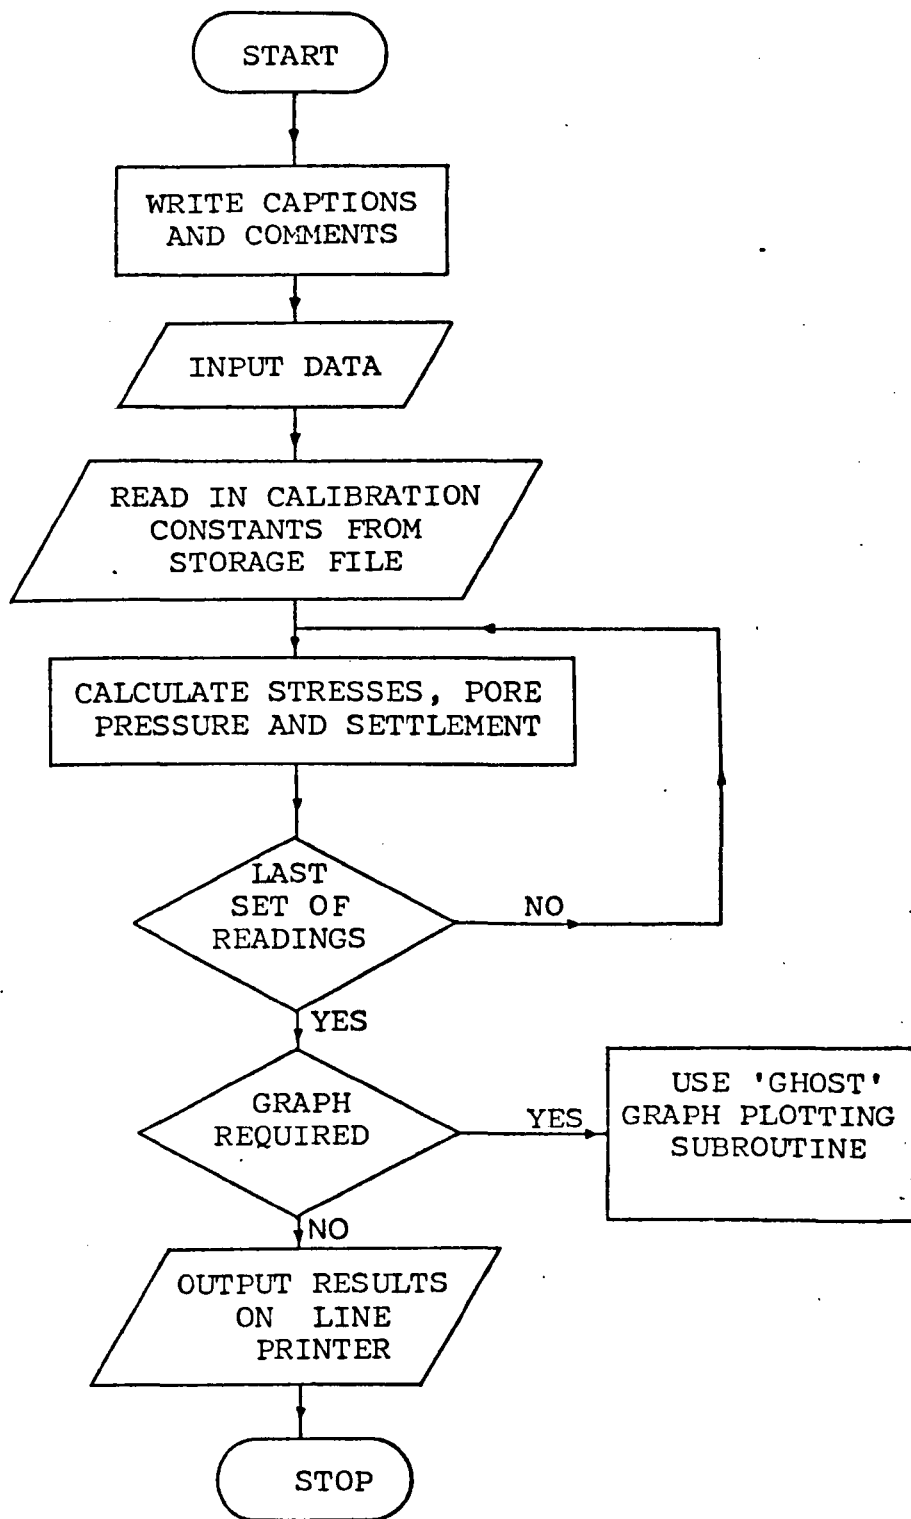 START
WRITE CAPTIONS
AND COMMENTS
INPUT DATA
READ IN CALIBRATION
CONSTANTS FROM
STORAGE FILE
CALCULATE STRESSES, PORE
PRESSURE AND SETTLEMENT
LAST
SET OF
READINGS
NO
YES
GRAPH
REQUIRED
YES
USE 'GHOST'
GRAPH PLOTTING
SUBROUTINE
NO
OUTPUT RESULTS
ON LINE
PRINTER
STOP